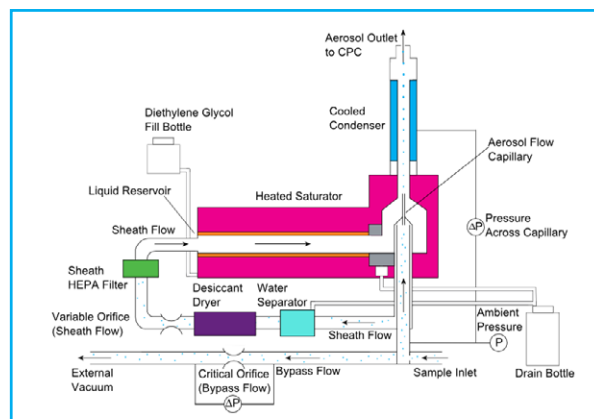 Aerosol Outlet
to CPC
Diethylene Glycol
Fill Bottle
Cooled
Condenser
Aerosol Flow
Capillary
Liquid Reservoir
Heated Saturator
Sheath Flow
ΔP
Pressure
Across Capillary
Sheath
HEPA Filter
Desiccant
Dryer
Water
Separator
Ambient
Pressure
Variable Orifice
(Sheath Flow)
Sheath Flow
P
External
Vacuum
Critical Orifice
(Bypass Flow)
Bypass Flow
Sample Inlet
Drain Bottle
ΔP